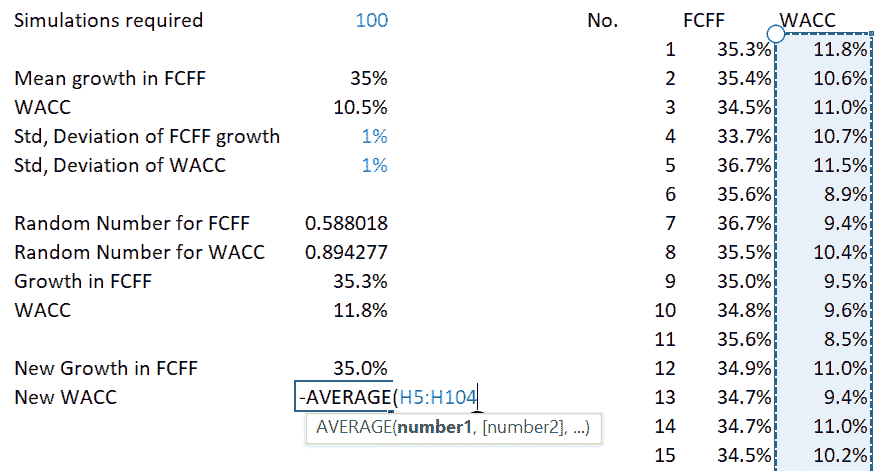 Simulations required 100 No. FCFF WACC
1 35.3% 11.8%
Mean growth in FCFF 35% 2 35.4% 10.6%
WACC 10.5% 3 34.5% 11.0%
Std, Deviation of FCFF growth 1% 4 33.7% 10.7%
Std, Deviation of WACC 1% 5 36.7% 11.5%
6 35.6% 8.9%
Random Number for FCFF 0.588018 7 36.7% 9.4%
Random Number for WACC 0.894277 8 35.5% 10.4%
Growth in FCFF 35.3% 9 35.0% 9.5%
WACC 11.8% 10 34.8% 9.6%
11 35.6% 8.5%
New Growth in FCFF 35.0% 12 34.9% 11.0%
New WACC -AVERAGE(H5:H104 13 34.7% 9.4%
AVERAGE(number1, [number2], ...) 14 34.7% 11.0%
15 34.5% 10.2%